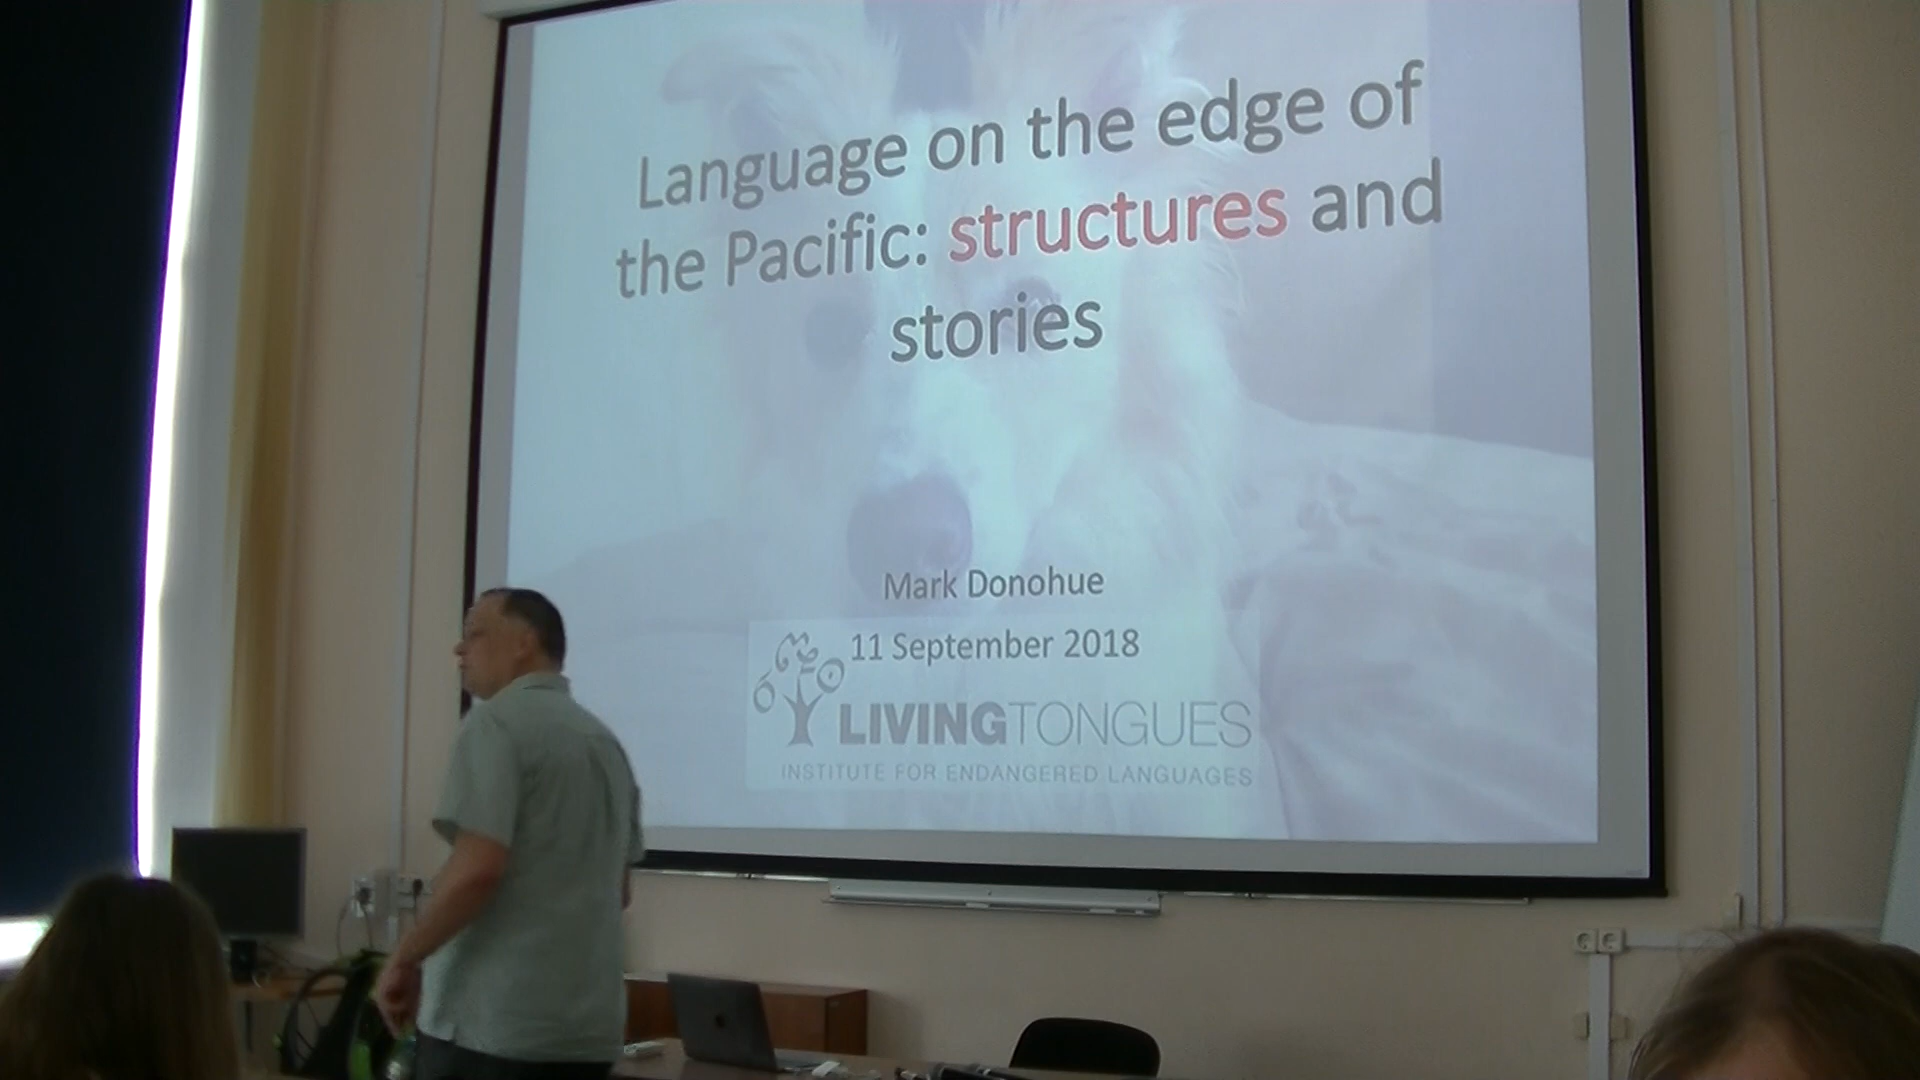 Language on the edge of
the Pacific: structures and
stories
Mark Donohue
11 September 2018
LIVINGTONGUES
INSTITUTE FOR ENDANGERED LANGUAGES